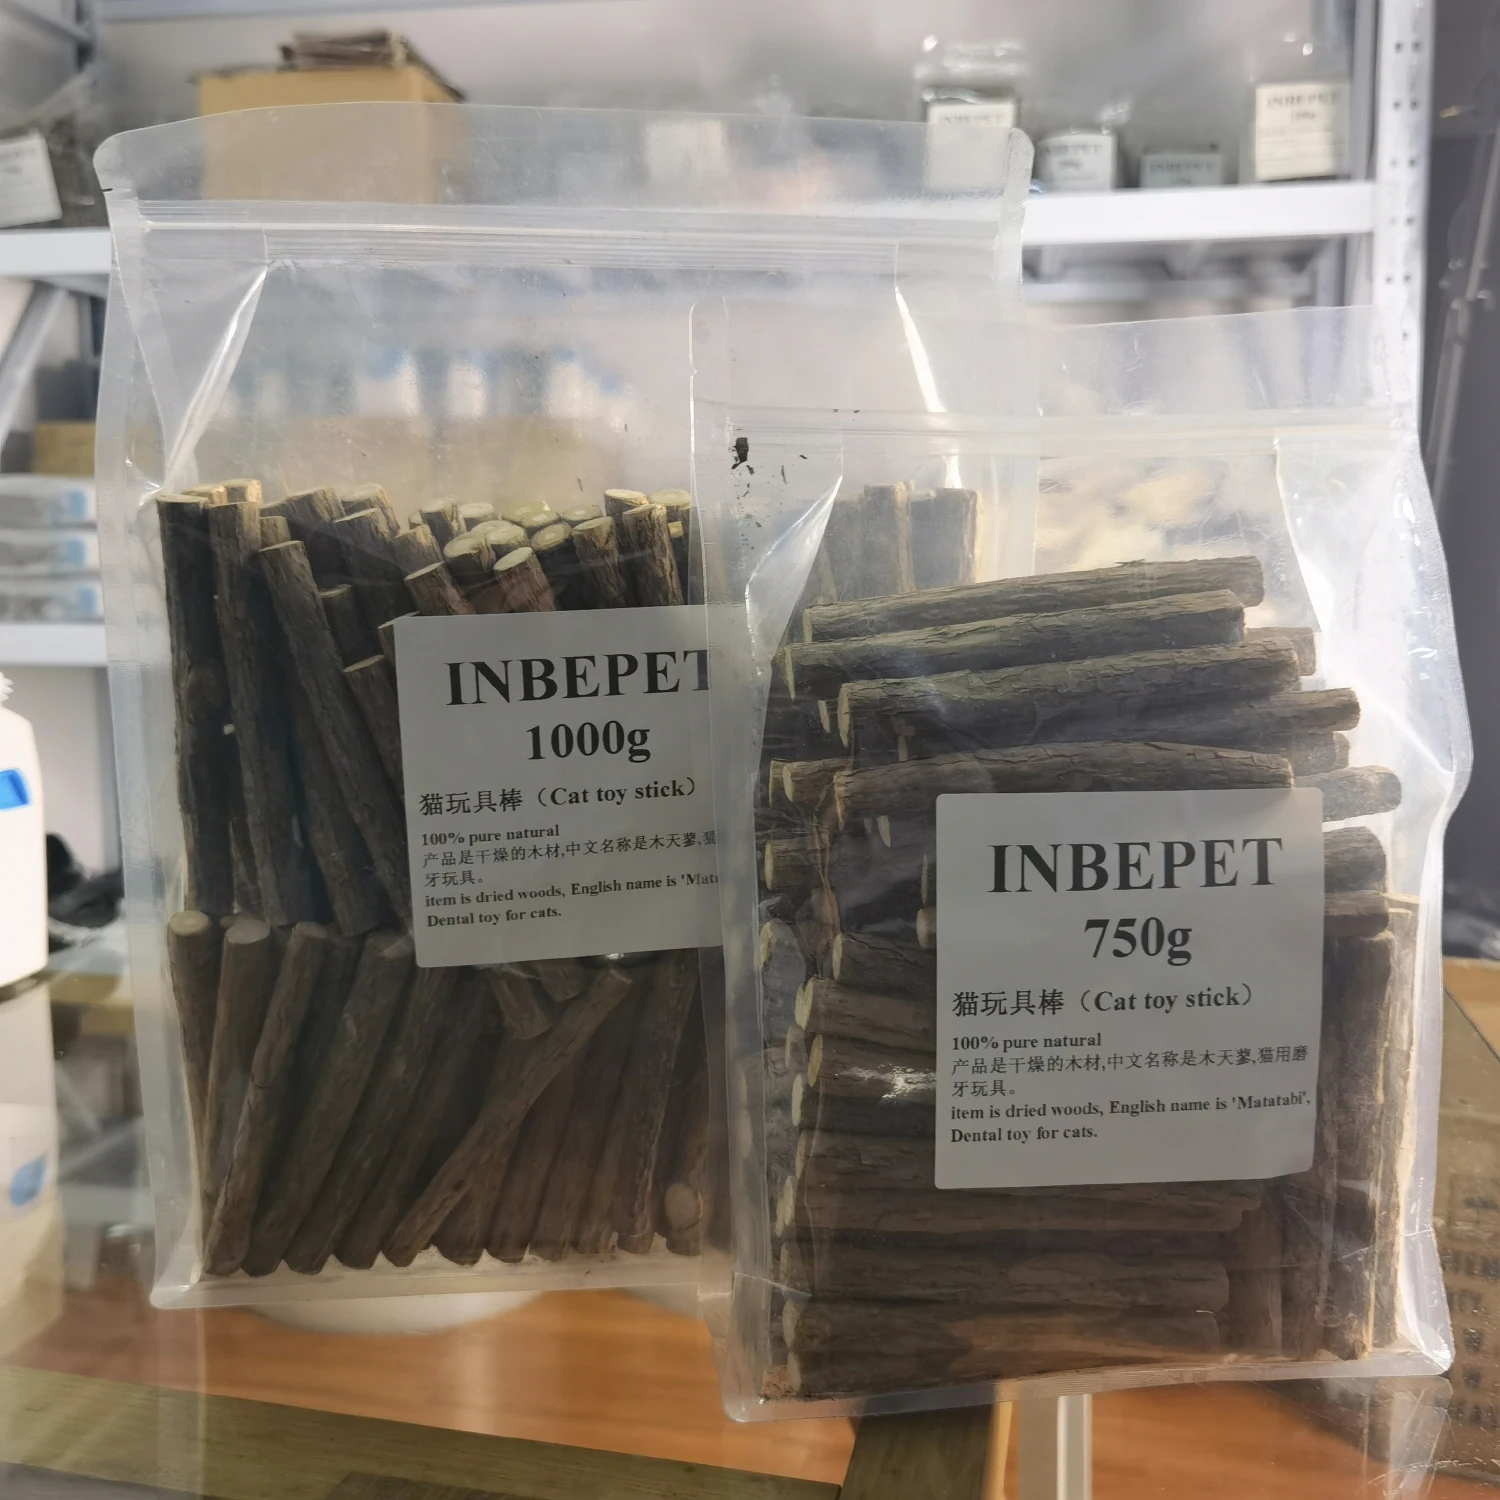 INBEPET
1000g
猫玩具棒（Cat toy stick）
100% pure natural
产品是干燥的木材,中文名称是木天蓼,猫
牙玩具。
item is dried woods, English name is
Dental toy for cats.
INBEPET
750g
猫玩具棒（Cat toy stick）
100% pure natural
产品是干燥的木材,中文名称是木天蓼,猫用磨
牙玩具。
item is dried woods, English name is 'Matatabi',
Dental toy for cats.
INBEPET
INBEPET
INBEPET